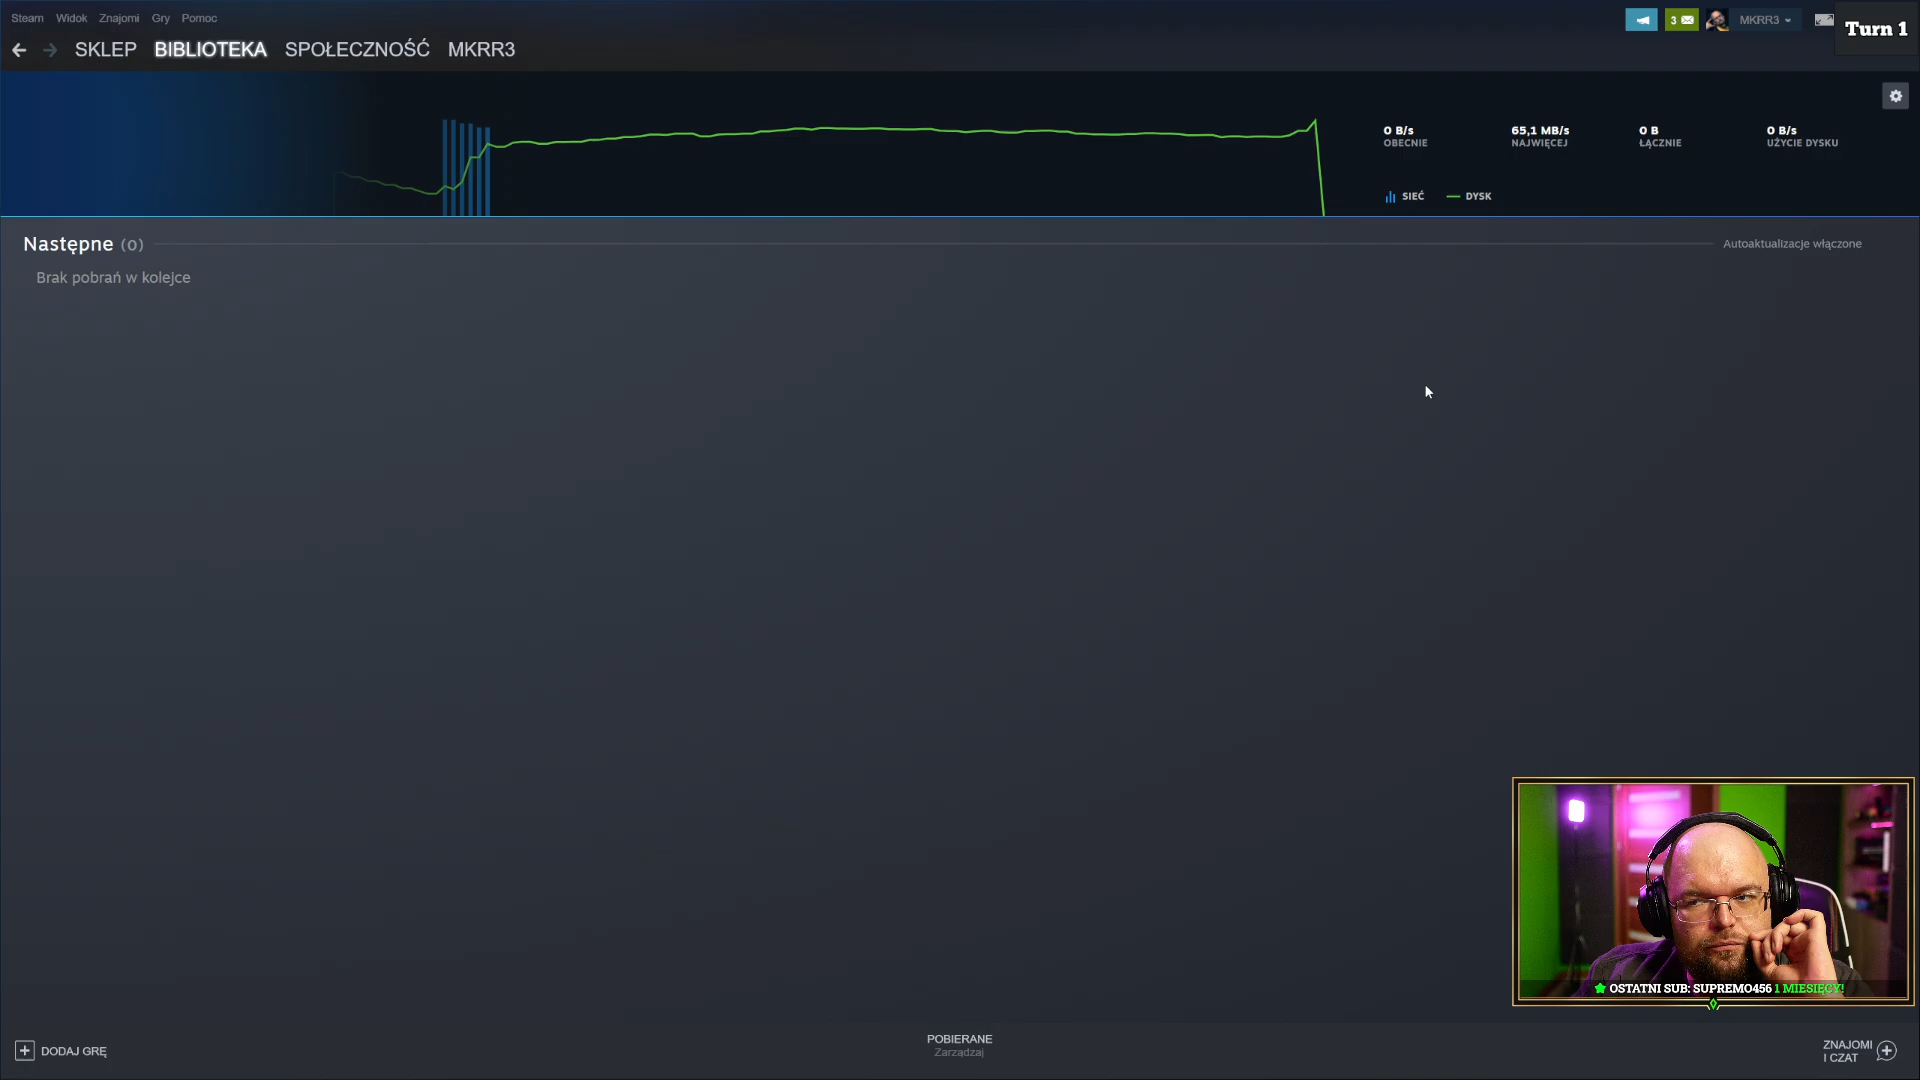 Steam Widok Znajomi Gry Pomoc
3 MKRR3
Turn 1
SKLEP BIBLIOTEKA SPOŁECZNOŚĆ MKRR3
0 B/s 65,1 MB/s 0 B 0 B/s
OBECNIE NAJWIĘCEJ ŁĄCZNIE UŻYCIE DYSKU
SIEĆ DYSK
Następne (0) Autoaktualizacje włączone
Brak pobrań w kolejce
OSTATNI SUB: SUPREMO456 1 MIESIĘCY!
DODAJ GRĘ
POBIERANE
Zarządzaj
ZNAJOMI
I CZAT